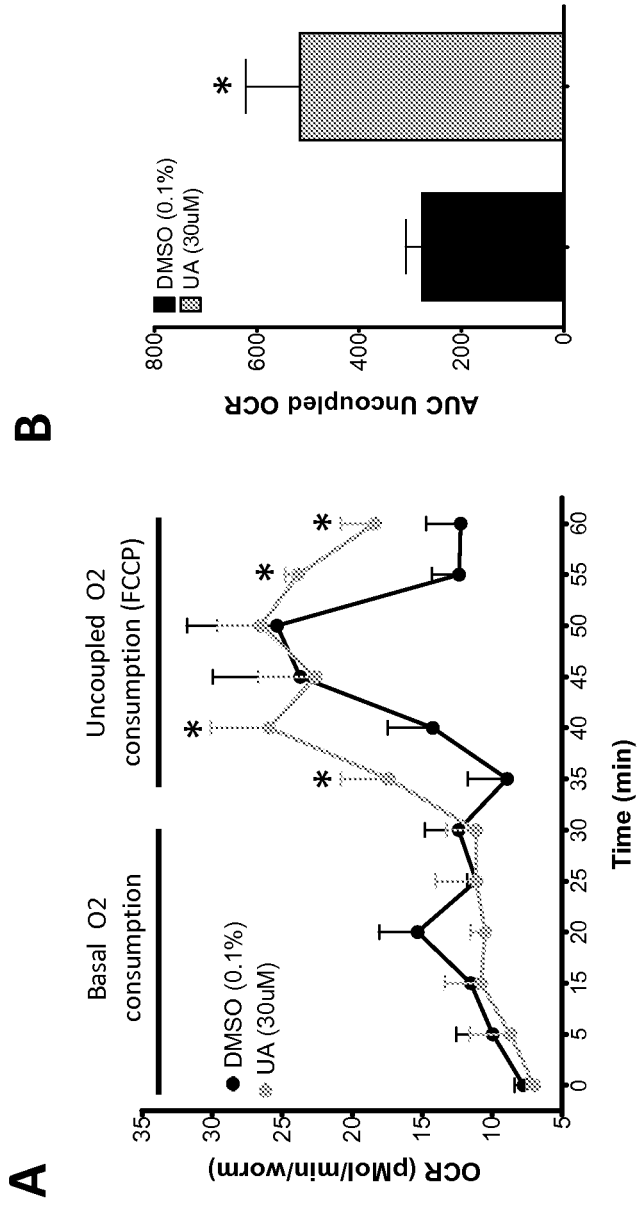 A
Basal O2
consumption
Uncoupled O2
consumption (FCCP)
DMSO (0.1%)
UA (30uM)
* * * *
OCR (pMol/min/worm)
35
30
25
20
15
10
5
0 5 15 20 25 30 35 40 45 50 55 60
Time (min)
B
DMSO (0.1%)
UA (30uM)
*
AUC Uncoupled OCR
800
600
400
200
0